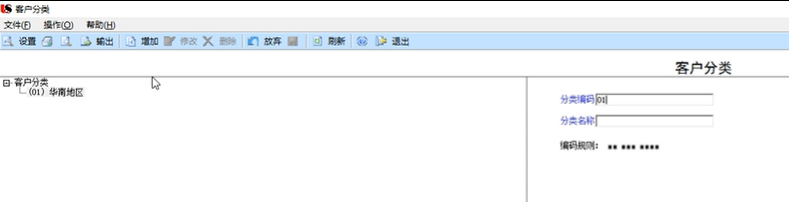 客户分类
文件(F) 操作(O) 帮助(H)
设置 输出 增加 修改 删除 放弃 刷新 退出
客户分类
客户分类
(01) 华南地区
分类编码 01
分类名称
编码规则： ** *** ****